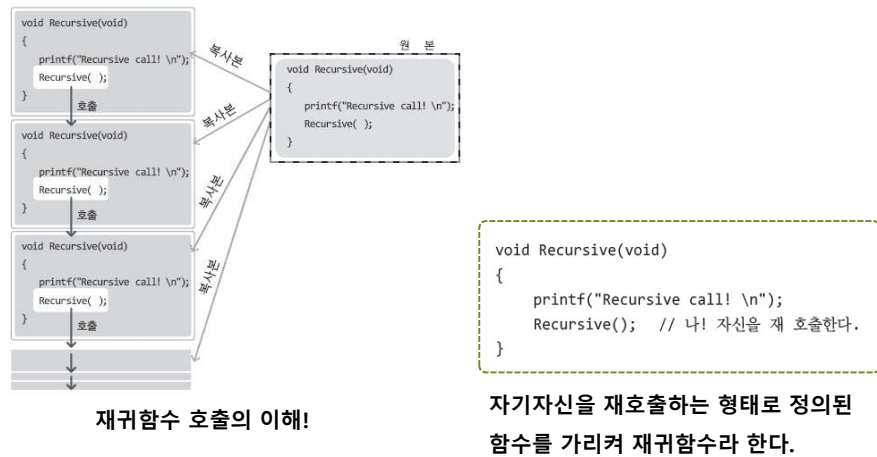 void Recursive(void)
{
printf("Recursive call! \n");
Recursive( );
}
호출
void Recursive(void)
{
printf("Recursive call! \n");
Recursive( );
}
호출
void Recursive(void)
{
printf("Recursive call! \n");
Recursive( );
}
호출
복사본
복사본
복사본
복사본
원 본
void Recursive(void)
{
printf("Recursive call! \n");
Recursive( );
}
재귀함수 호출의 이해!
void Recursive(void)
{
printf("Recursive call! \n");
Recursive(); // 나! 자신을 재 호출한다.
}
자기자신을 재호출하는 형태로 정의된
함수를 가리켜 재귀함수라 한다.